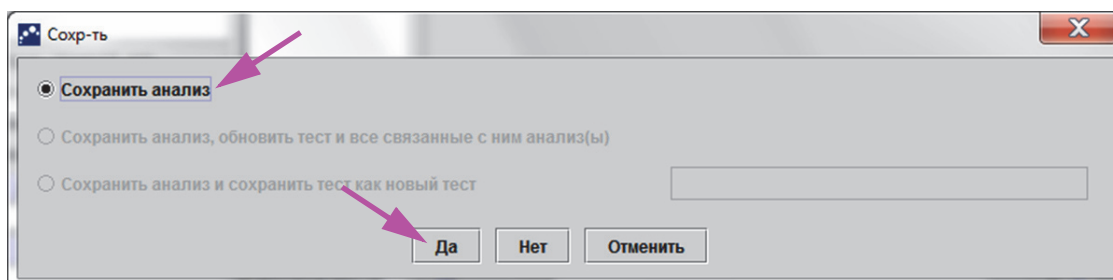 Сохр-ть
Сохранить анализ
Сохранить анализ, обновить тест и все связанные с ним анализ(ы)
Сохранить анализ и сохранить тест как новый тест
Да Нет Отменить